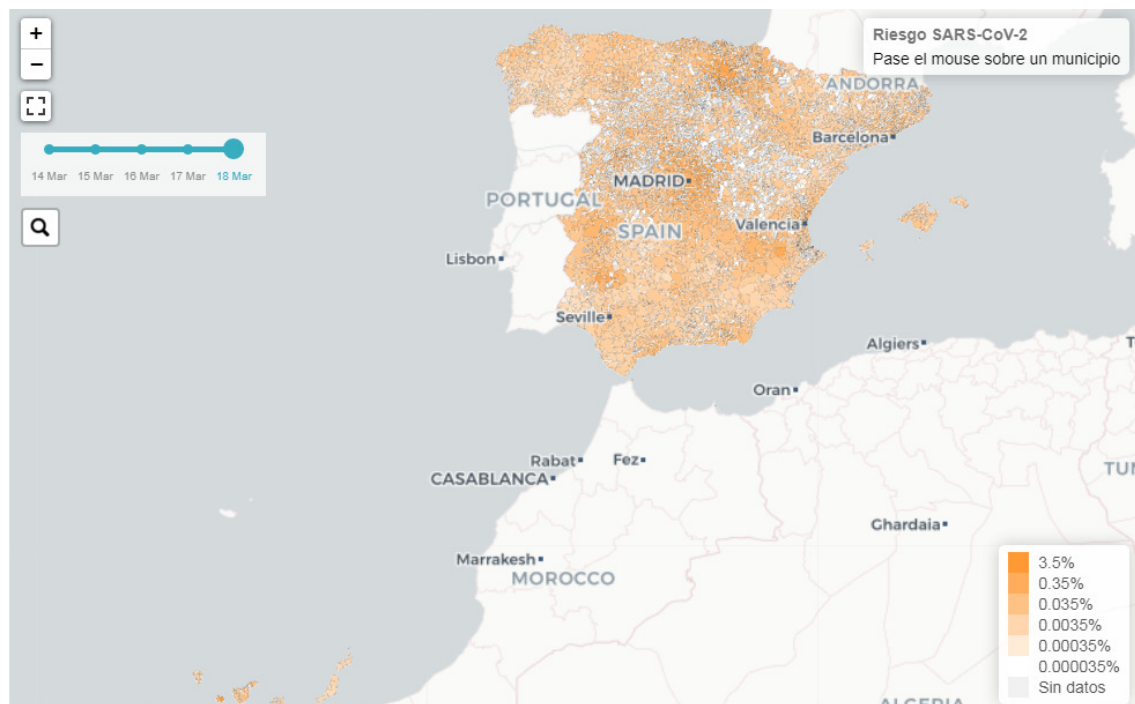 +
−
Riesgo SARS-CoV-2
Pase el mouse sobre un municipio
14 Mar 15 Mar 16 Mar 17 Mar 18 Mar
ANDORRA
Barcelona
MADRID
PORTUGAL
SPAIN
Valencia
Lisbon
Seville
Algiers
Oran
Rabat
Fez
CASABLANCA
TUN
Ghardaia
Marrakesh
MOROCCO
ALGERIA
3.5%
0.35%
0.035%
0.0035%
0.00035%
0.000035%
Sin datos